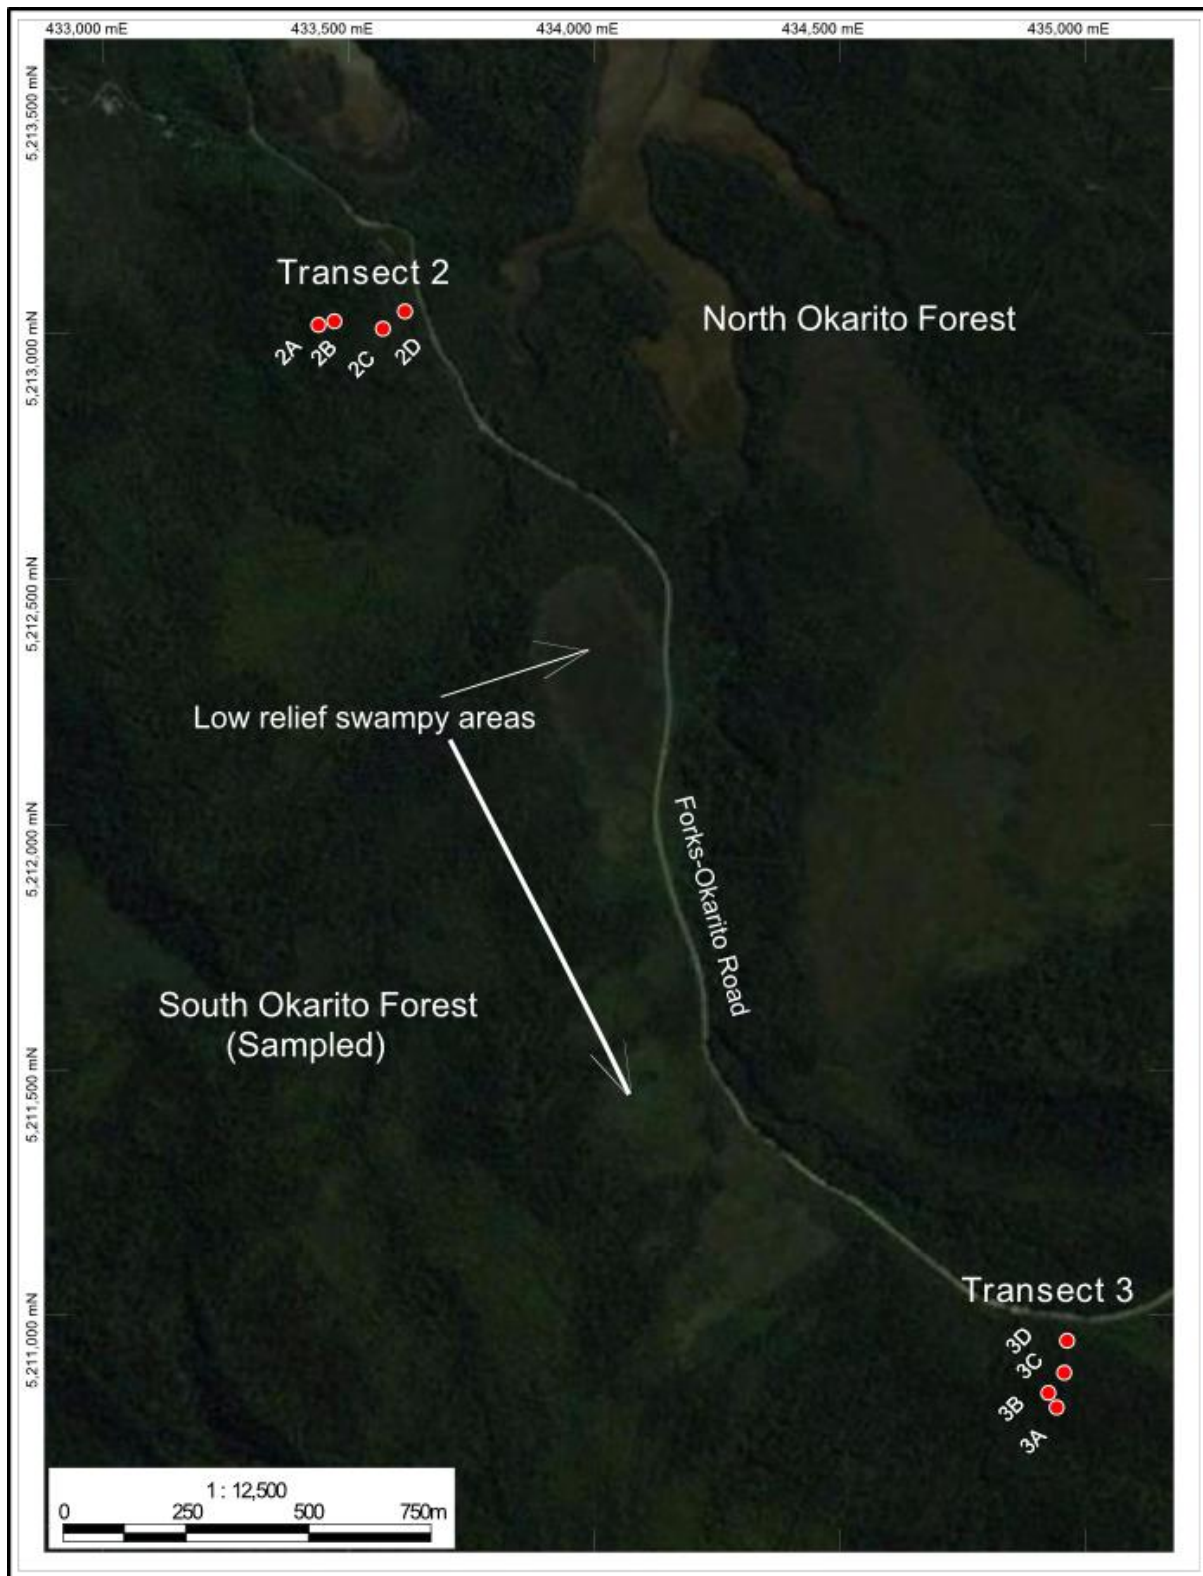 433,000 mE 433,500 mE 434,000 mE 434,500 mE 435,000 mE
5,213,500 mN
5,213,000 mN
5,212,500 mN
5,212,000 mN
5,211,500 mN
5,211,000 mN
Transect 2
2A 2B 2C 2D
North Okarito Forest
Low relief swampy areas
Forks-Okarito Road
South Okarito Forest
(Sampled)
Transect 3
3D
3C
3B
3A
1 : 12,500
0 250 500 750m